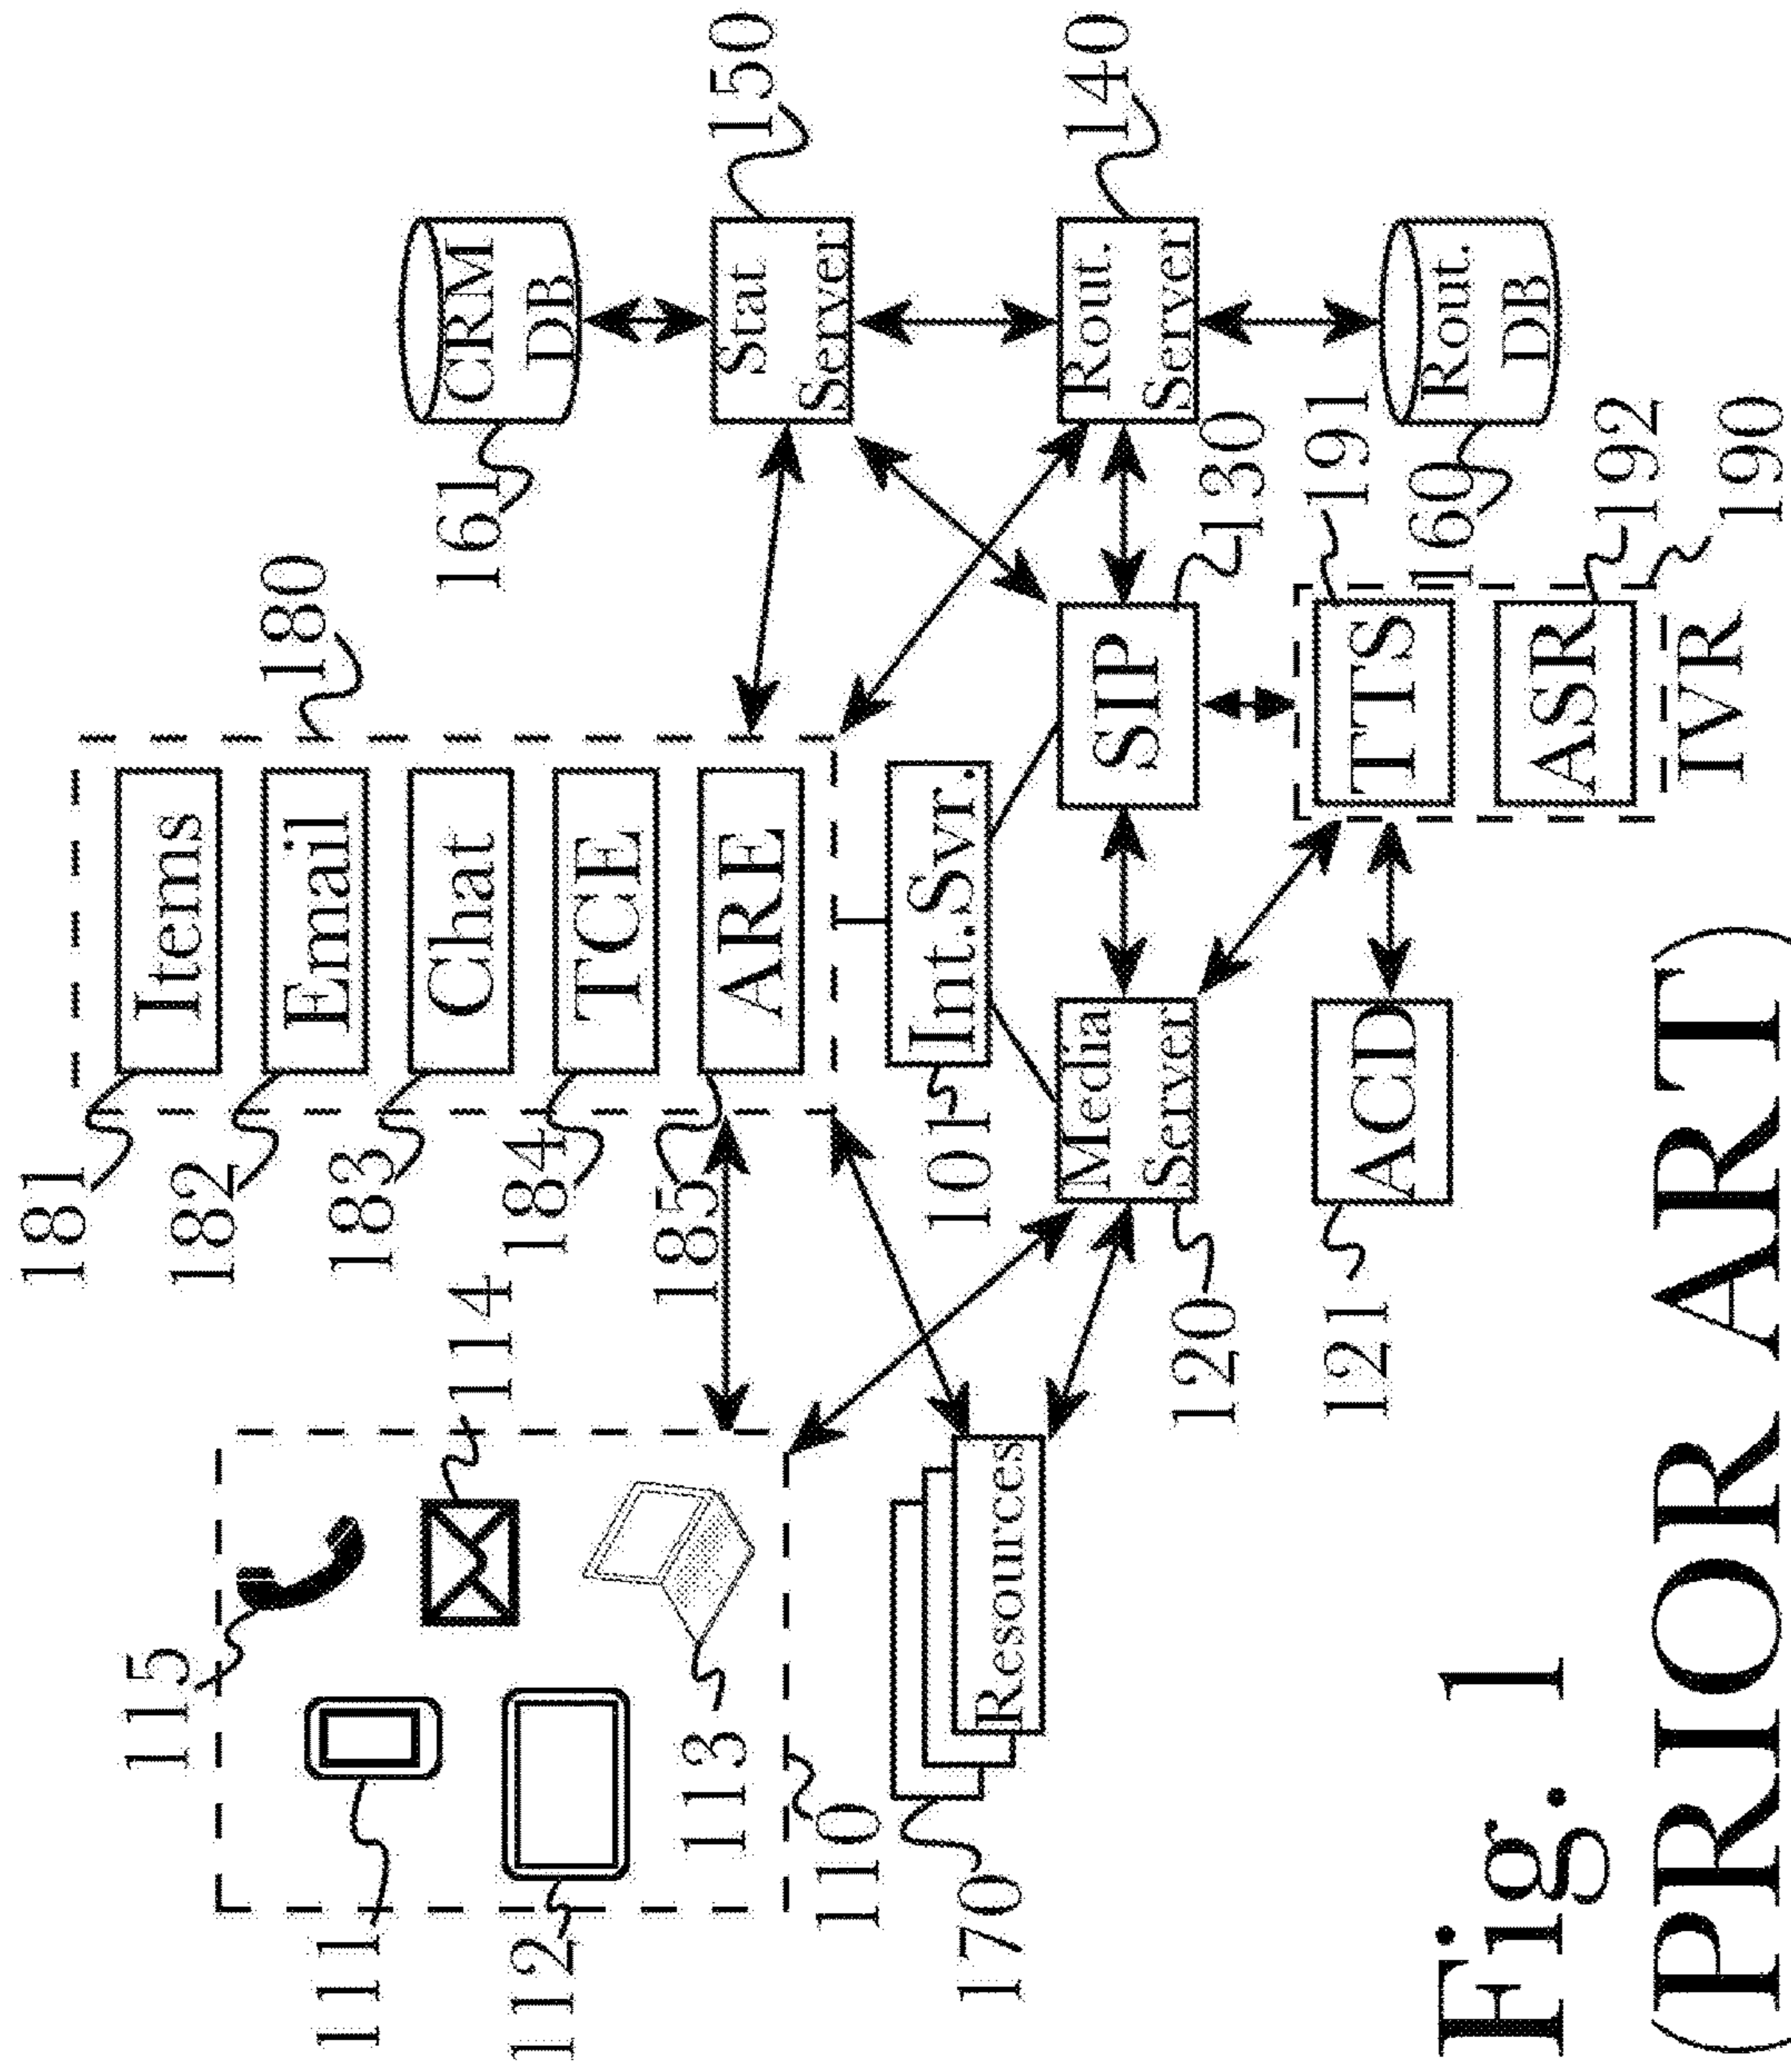 115
111
112
113
114
110
170
Resources
181
182
183
184
185
Items
Email
Chat
TCE
ARE
180
101
Int.Svr.
Media
Server
120
SIP
130
ACD
121
TTS
191
ASR
192
IVR
190
161
CRM
DB
Stat
Server
150
Rout.
Server
140
Rout.
DB
160
Fig. 1
(PRIOR ART)